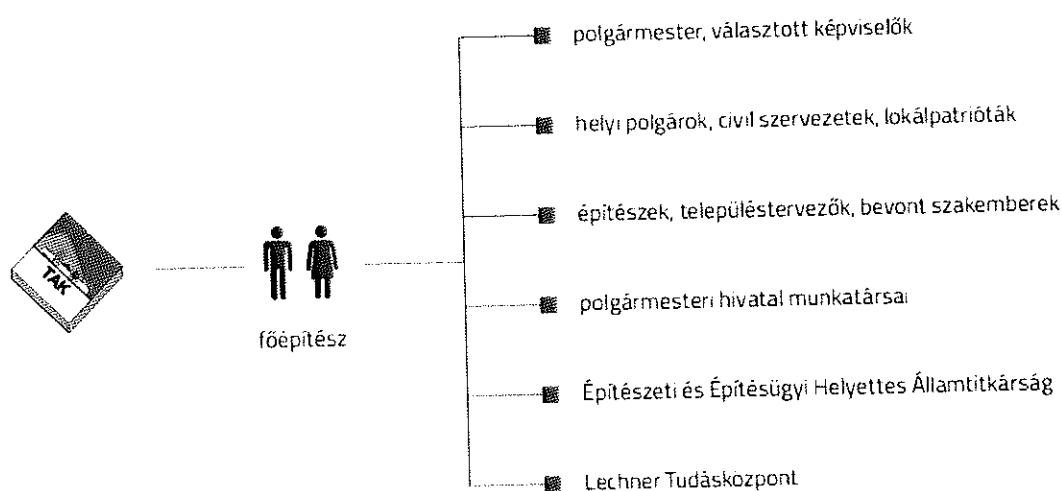 polgármester, választott képviselők
helyi polgárok, civil szervezetek, lokálpatrióták
építészek, településtervezők, bevont szakemberek
TAK
főépítész
polgármesteri hivatal munkatársai
Építészeti és Építésügyi Helyettes Államtitkárság
Lechner Tudásközpont